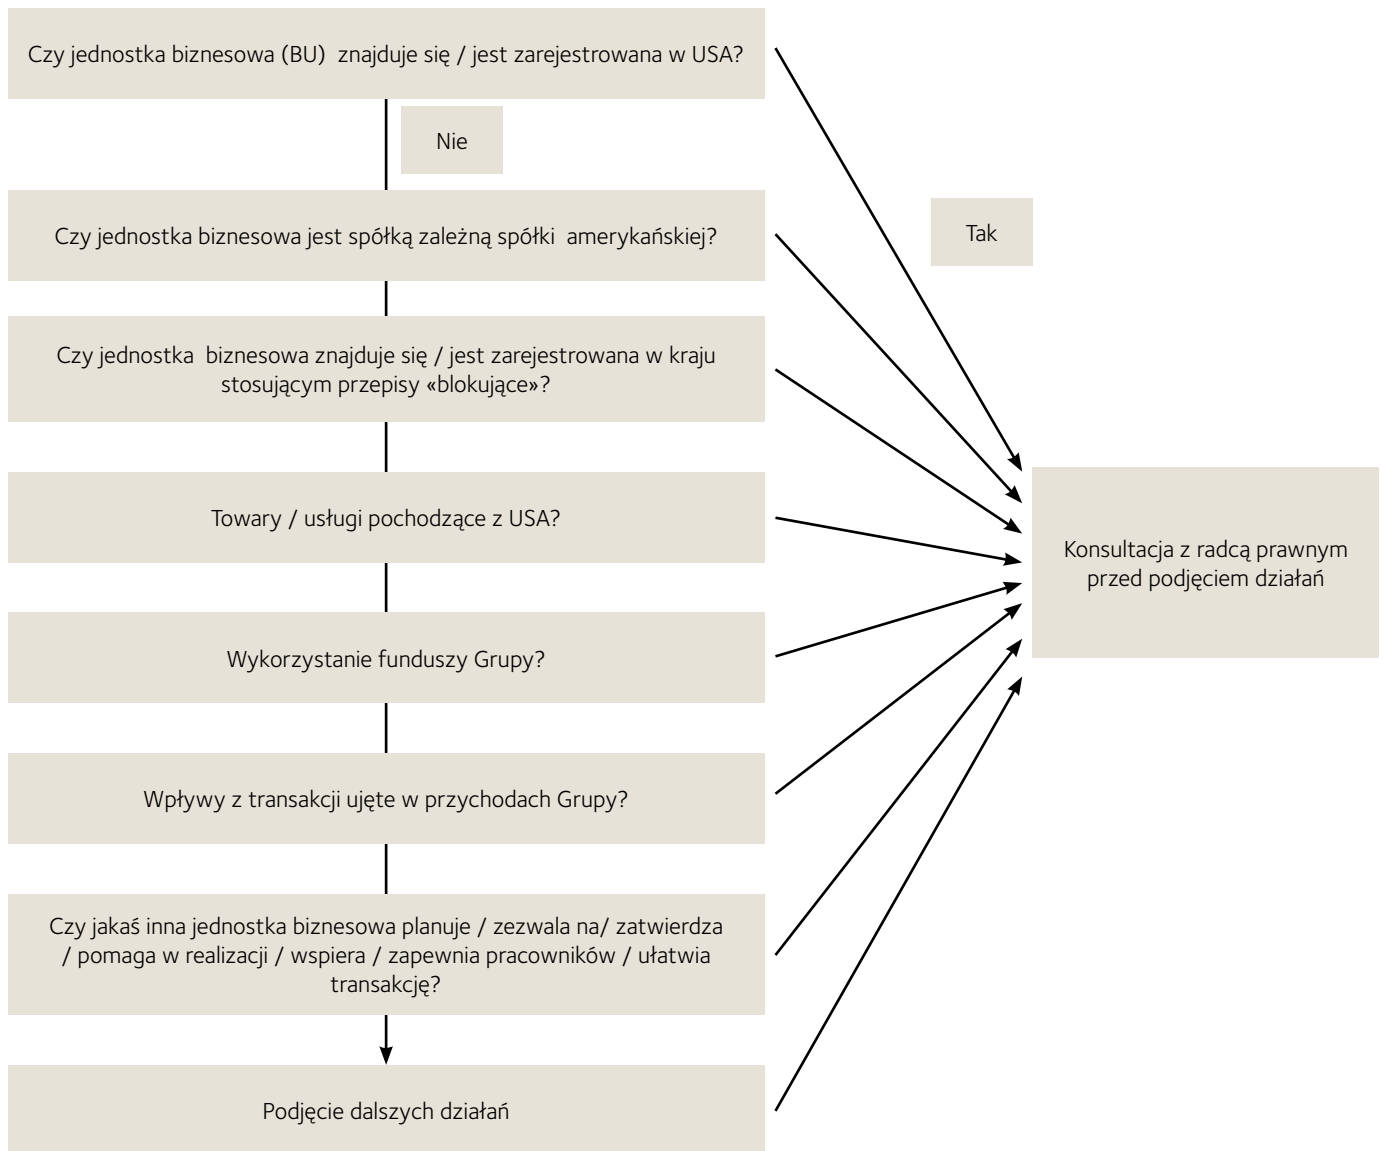 Czy jednostka biznesowa (BU) znajduje się / jest zarejestrowana w USA?
Nie
Czy jednostka biznesowa jest spółką zależną spółki amerykańskiej?
Tak
Czy jednostka biznesowa znajduje się / jest zarejestrowana w kraju
stosującym przepisy «blokujące»?
Towary / usługi pochodzące z USA?
Konsultacja z radcą prawnym
przed podjęciem działań
Wykorzystanie funduszy Grupy?
Wpływy z transakcji ujęte w przychodach Grupy?
Czy jakaś inna jednostka biznesowa planuje / zezwala na/ zatwierdza
/ pomaga w realizacji / wspiera / zapewnia pracowników / ułatwia
transakcję?
Podjęcie dalszych działań